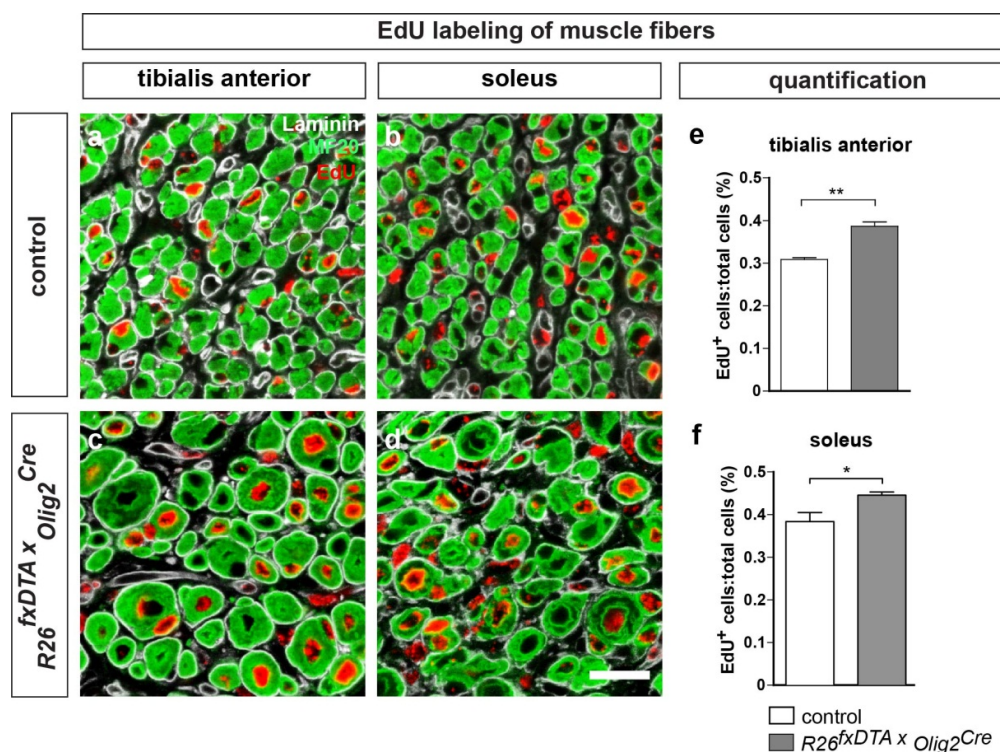 EdU labeling of muscle fibers
tibialis anterior
soleus
quantification
control
R26fxDTA x Olig2Cre
a
Laminin
MF20
EdU
b
c
d
e
tibialis anterior
**
EdU+ cells:total cells (%)
0.5
0.4
0.3
0.2
0.1
0
f
soleus
*
EdU+ cells:total cells (%)
0.5
0.4
0.3
0.2
0.1
0
control
R26fxDTA x Olig2Cre